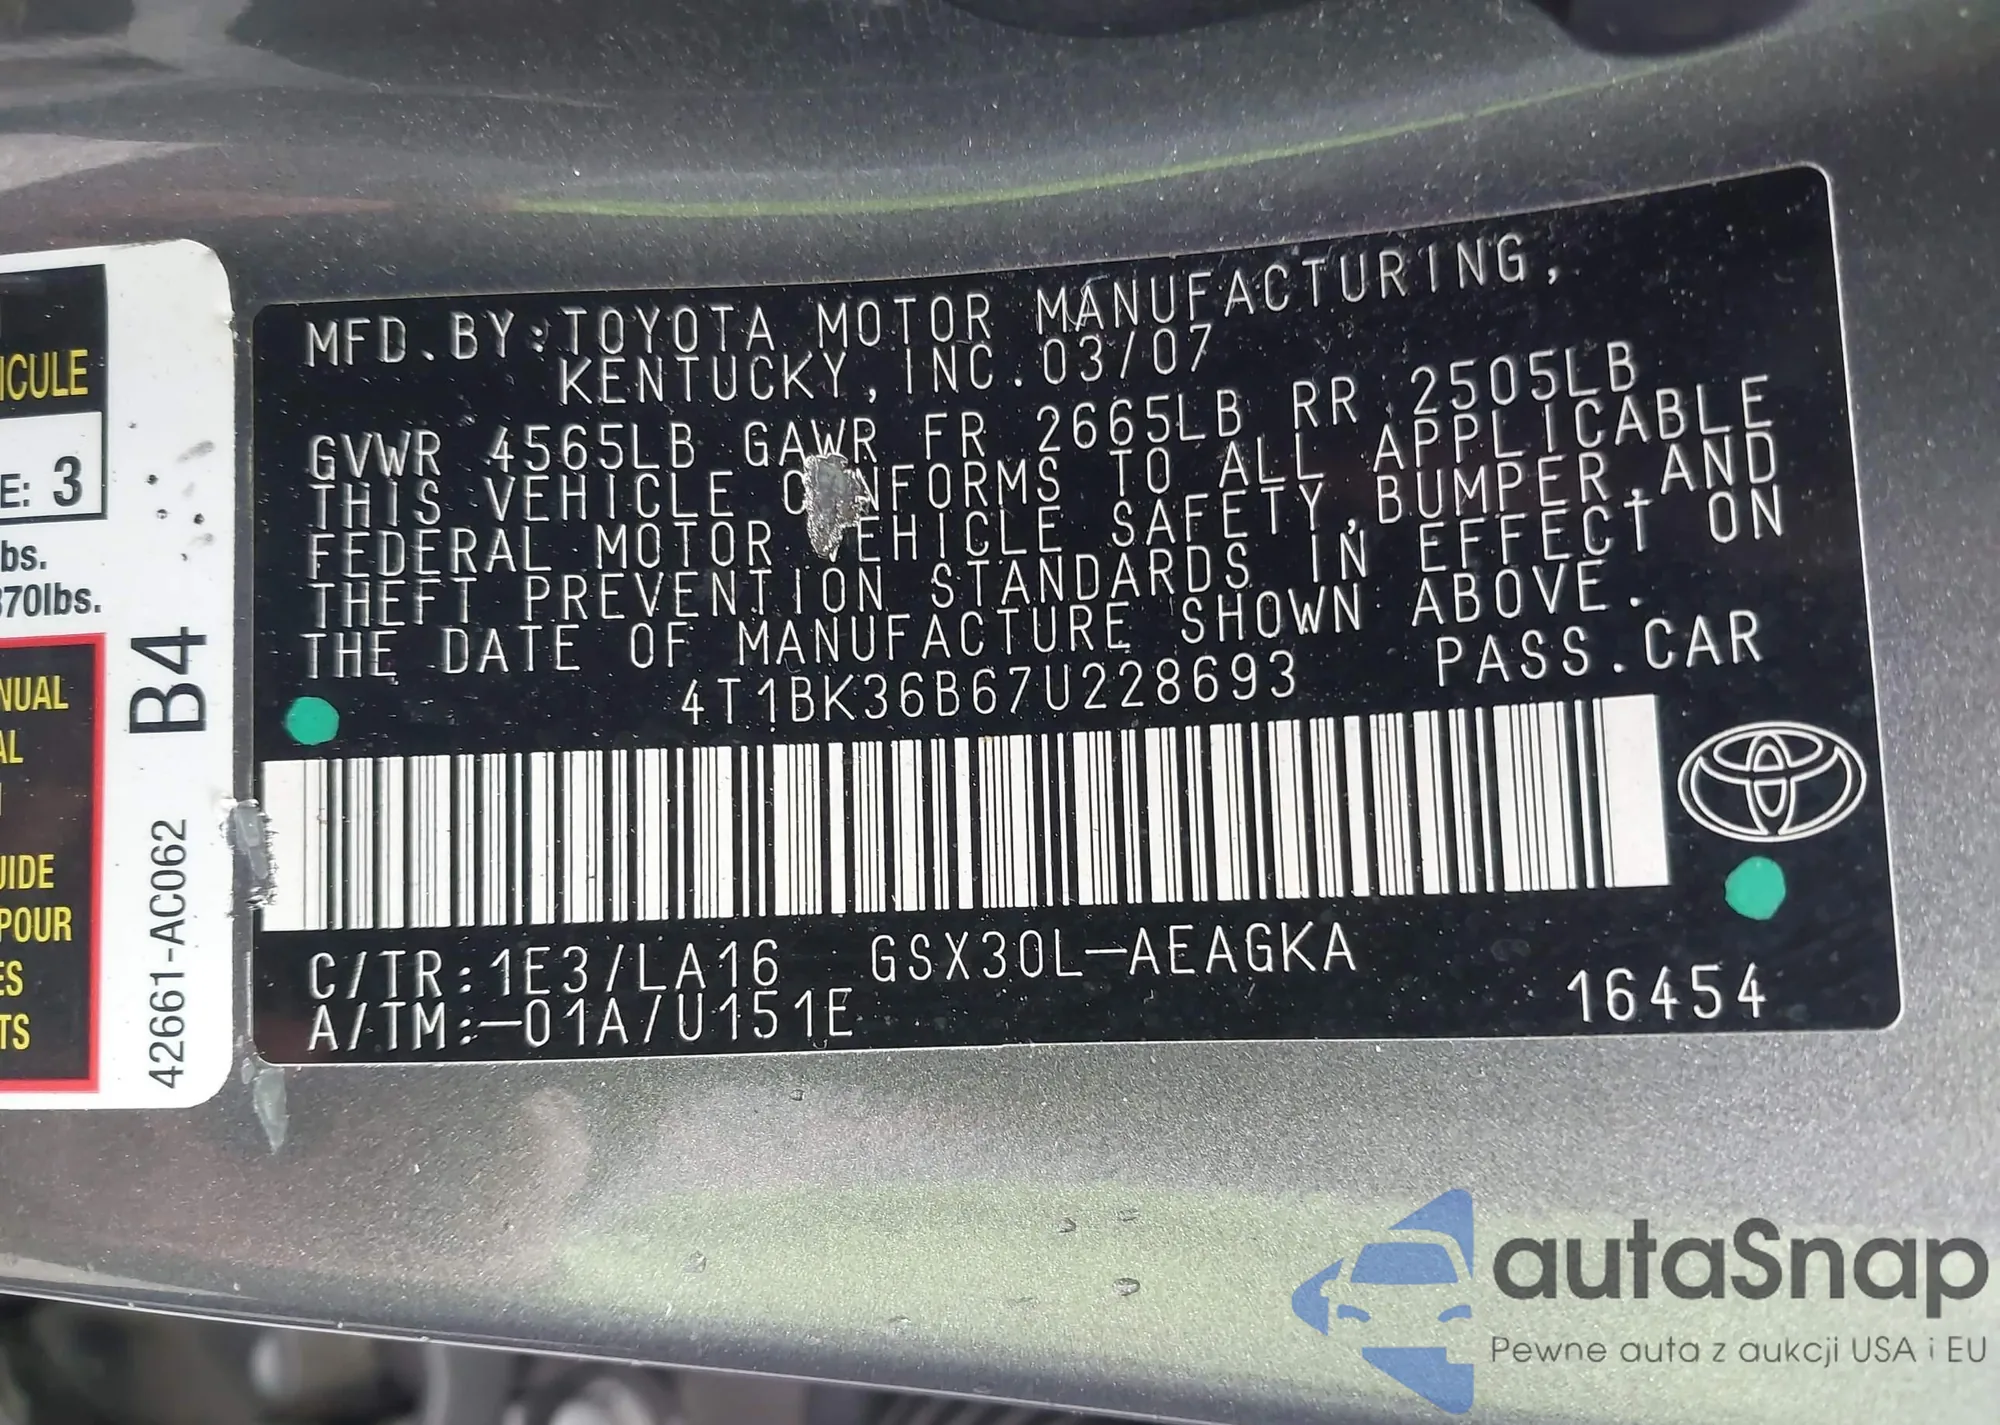 MFD.BY:TOYOTA MOTOR MANUFACTURING,
KENTUCKY,INC.03/07
GVWR 4565LB GAWR FR 2665LB RR 2505LB
THIS VEHICLE CONFORMS TO ALL APPLICABLE
FEDERAL MOTOR VEHICLE SAFETY,BUMPER,AND
THEFT PREVENTION STANDARDS IN EFFECT ON
THE DATE OF MANUFACTURE SHOWN ABOVE.
4T1BK36B67U228693 PASS.CAR
C/TR:1E3/LA16 GSX30L-AEAGKA
A/TM:-01A/U151E 16454
ICULE
E: 3
bs.
370lbs.
NUAL
AL
UIDE
POUR
ES
TS
B4
42661-AC062
autaSnap
Pewne auta z aukcji USA i EU